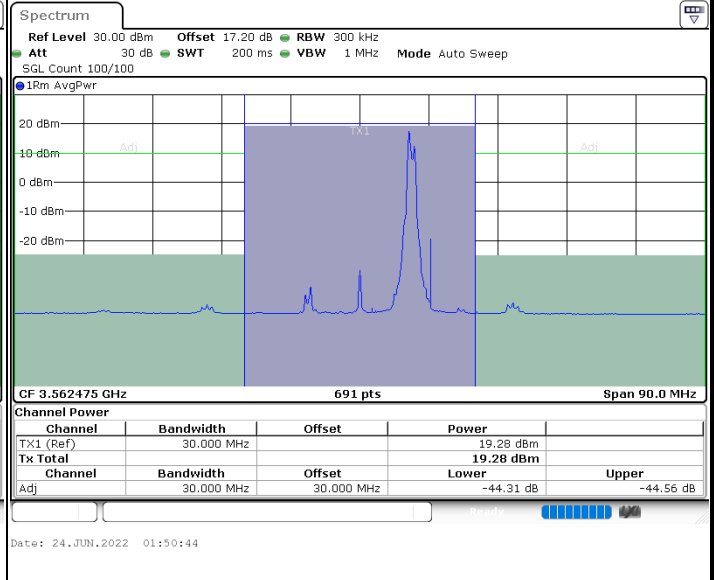 Spectrum
Ref Level 30.00 dBm Offset 17.20 dB RBW 300 kHz
Att 30 dB SWT 200 ms VBW 1 MHz Mode Auto Sweep
SGL Count 100/100
1Rm AvgPwr
20 dBm
TX1
10 dBm
Adj
Adj
0 dBm
-10 dBm
-20 dBm
CF 3.562475 GHz 691 pts Span 90.0 MHz
Channel Power
Channel Bandwidth Offset Power
TX1 (Ref) 30.000 MHz 19.28 dBm
Tx Total 19.28 dBm
Channel Bandwidth Offset Lower Upper
Adj 30.000 MHz 30.000 MHz -44.31 dB -44.56 dB
Ready
Date: 24.JUN.2022 01:50:44